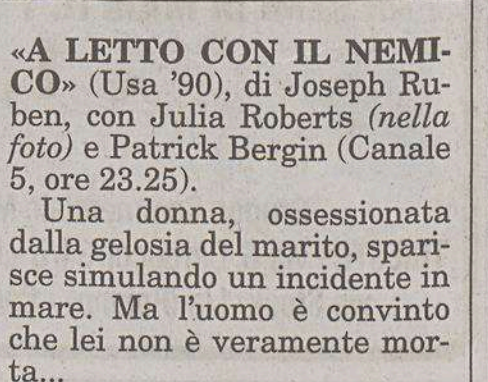 «A LETTO CON IL NEMI-
CO» (Usa '90), di Joseph Ru-
ben, con Julia Roberts (nella
foto) e Patrick Bergin (Canale
5, ore 23.25).
Una donna, ossessionata
dalla gelosia del marito, spari-
sce simulando un incidente in
mare. Ma l'uomo è convinto
che lei non è veramente mor-
ta...